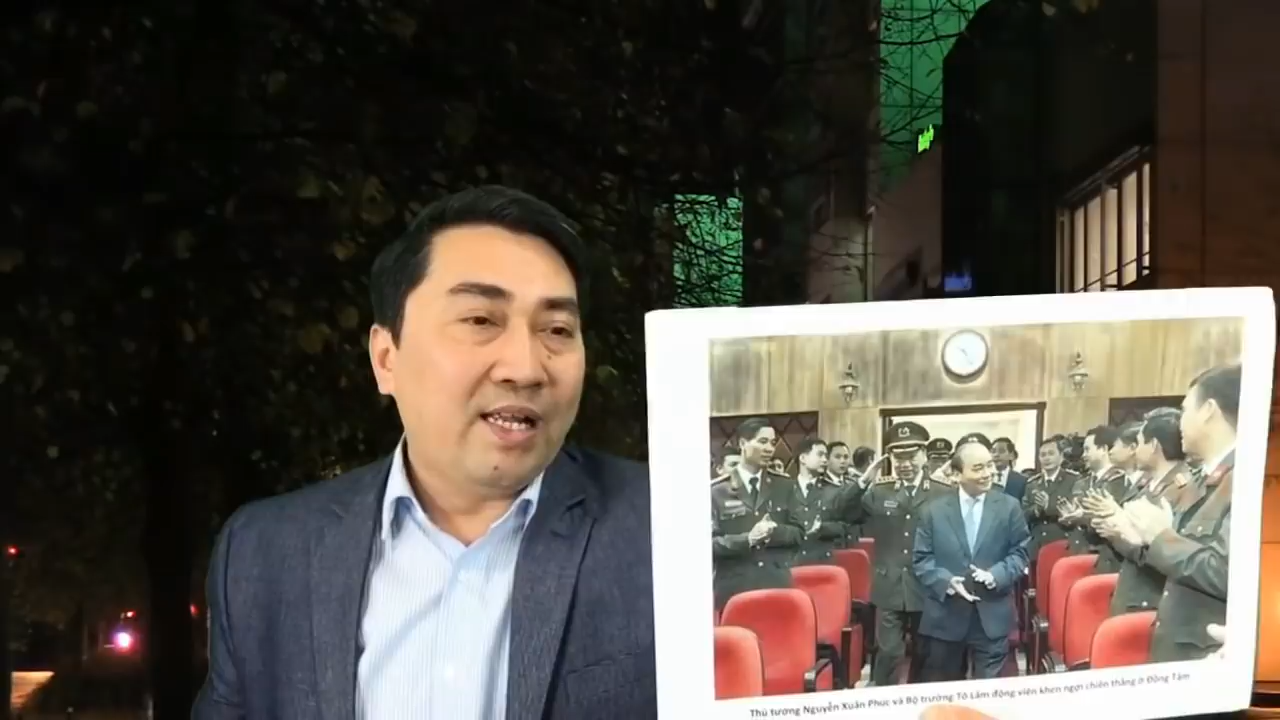 Thủ tướng Nguyễn Xuân Phúc và Bộ trưởng Tô Lâm động viên khen ngợi chiến thắng ở Đồng Tâm